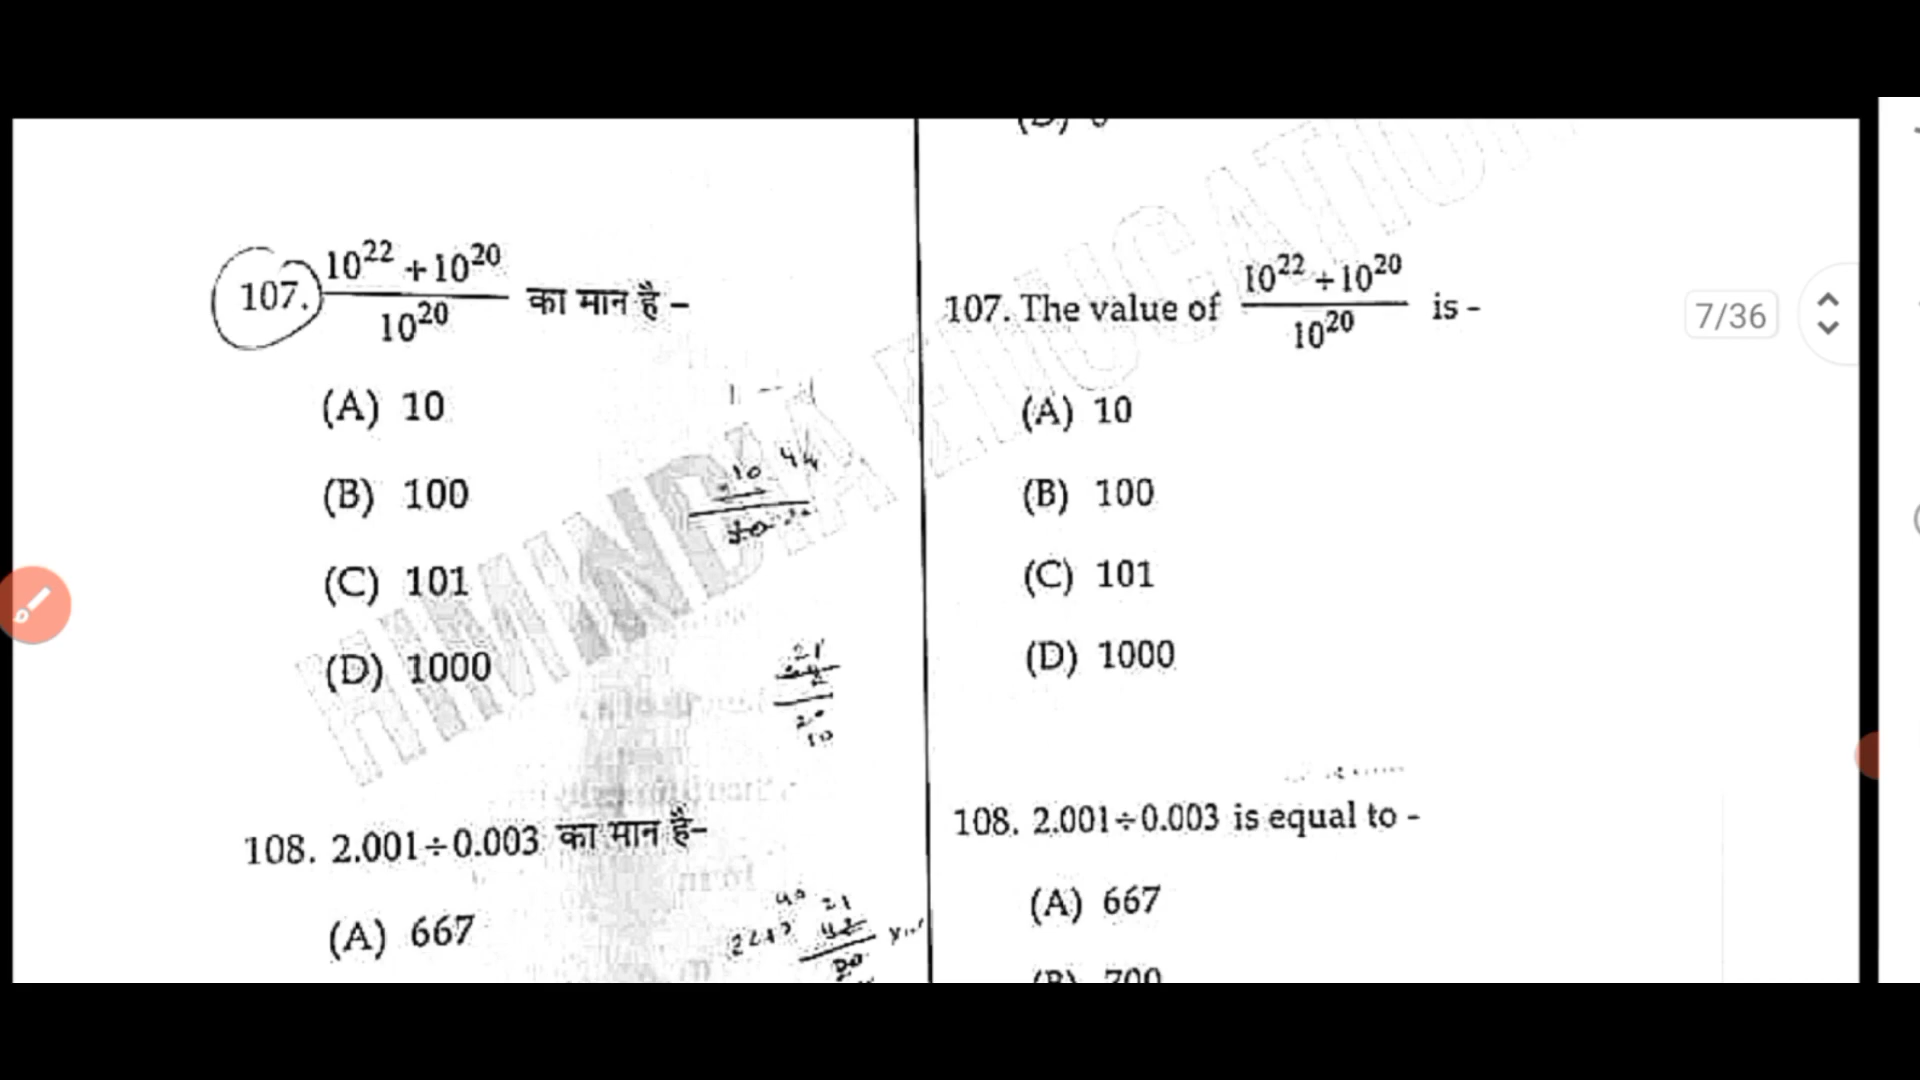 107. 10²² + 10²⁰ / 10²⁰ का मान है -
(A) 10
(B) 100
(C) 101
(D) 1000
108. 2.001÷0.003 का मान है-
(A) 667
107. The value of 10²² + 10²⁰ / 10²⁰ is -
(A) 10
(B) 100
(C) 101
(D) 1000
108. 2.001÷0.003 is equal to -
(A) 667
(B) 700
7/36